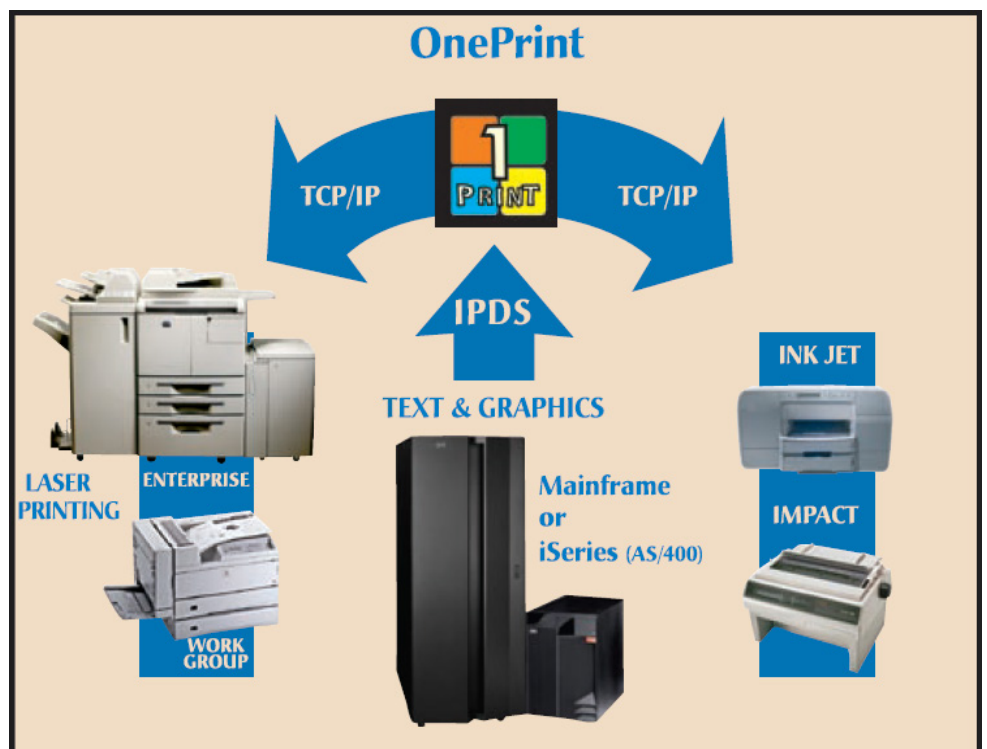 OnePrint
1
PRINT
TCP/IP
TCP/IP
IPDS
TEXT & GRAPHICS
Mainframe
or
iSeries (AS/400)
LASER
PRINTING
ENTERPRISE
WORK
GROUP
INK JET
IMPACT